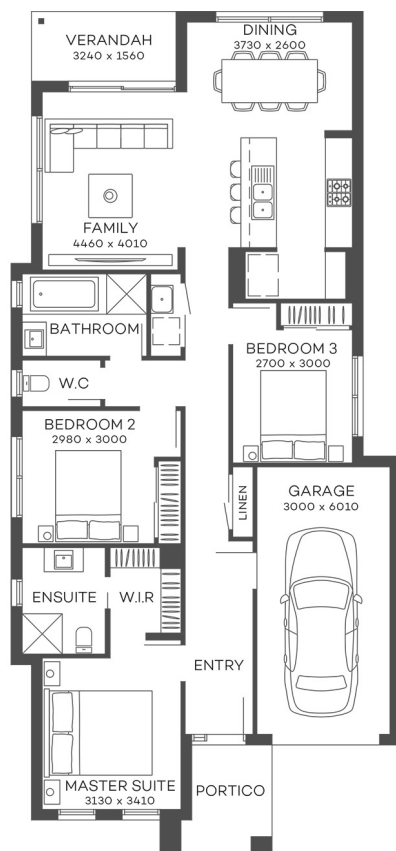 VERANDAH
3240 x 1560
DINING
3730 x 2600
FAMILY
4460 x 4010
BATHROOM
BEDROOM 3
2700 x 3000
W.C
BEDROOM 2
2980 x 3000
LINEN
GARAGE
3000 x 6010
ENSUITE
W.I.R
ENTRY
MASTER SUITE
3130 x 3410
PORTICO